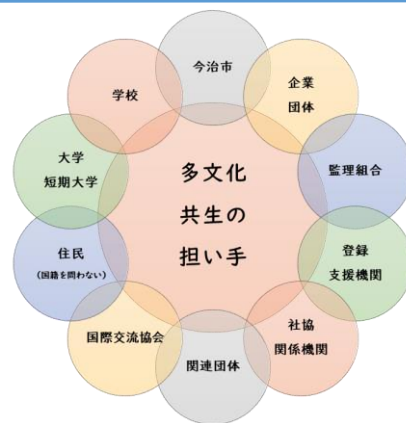 多文化
共生の
担い手
今治市
企業
団体
監理組合
登録
支援機関
社協
関係機関
関連団体
国際交流協会
住民
(国籍を問わない)
大学
短期大学
学校